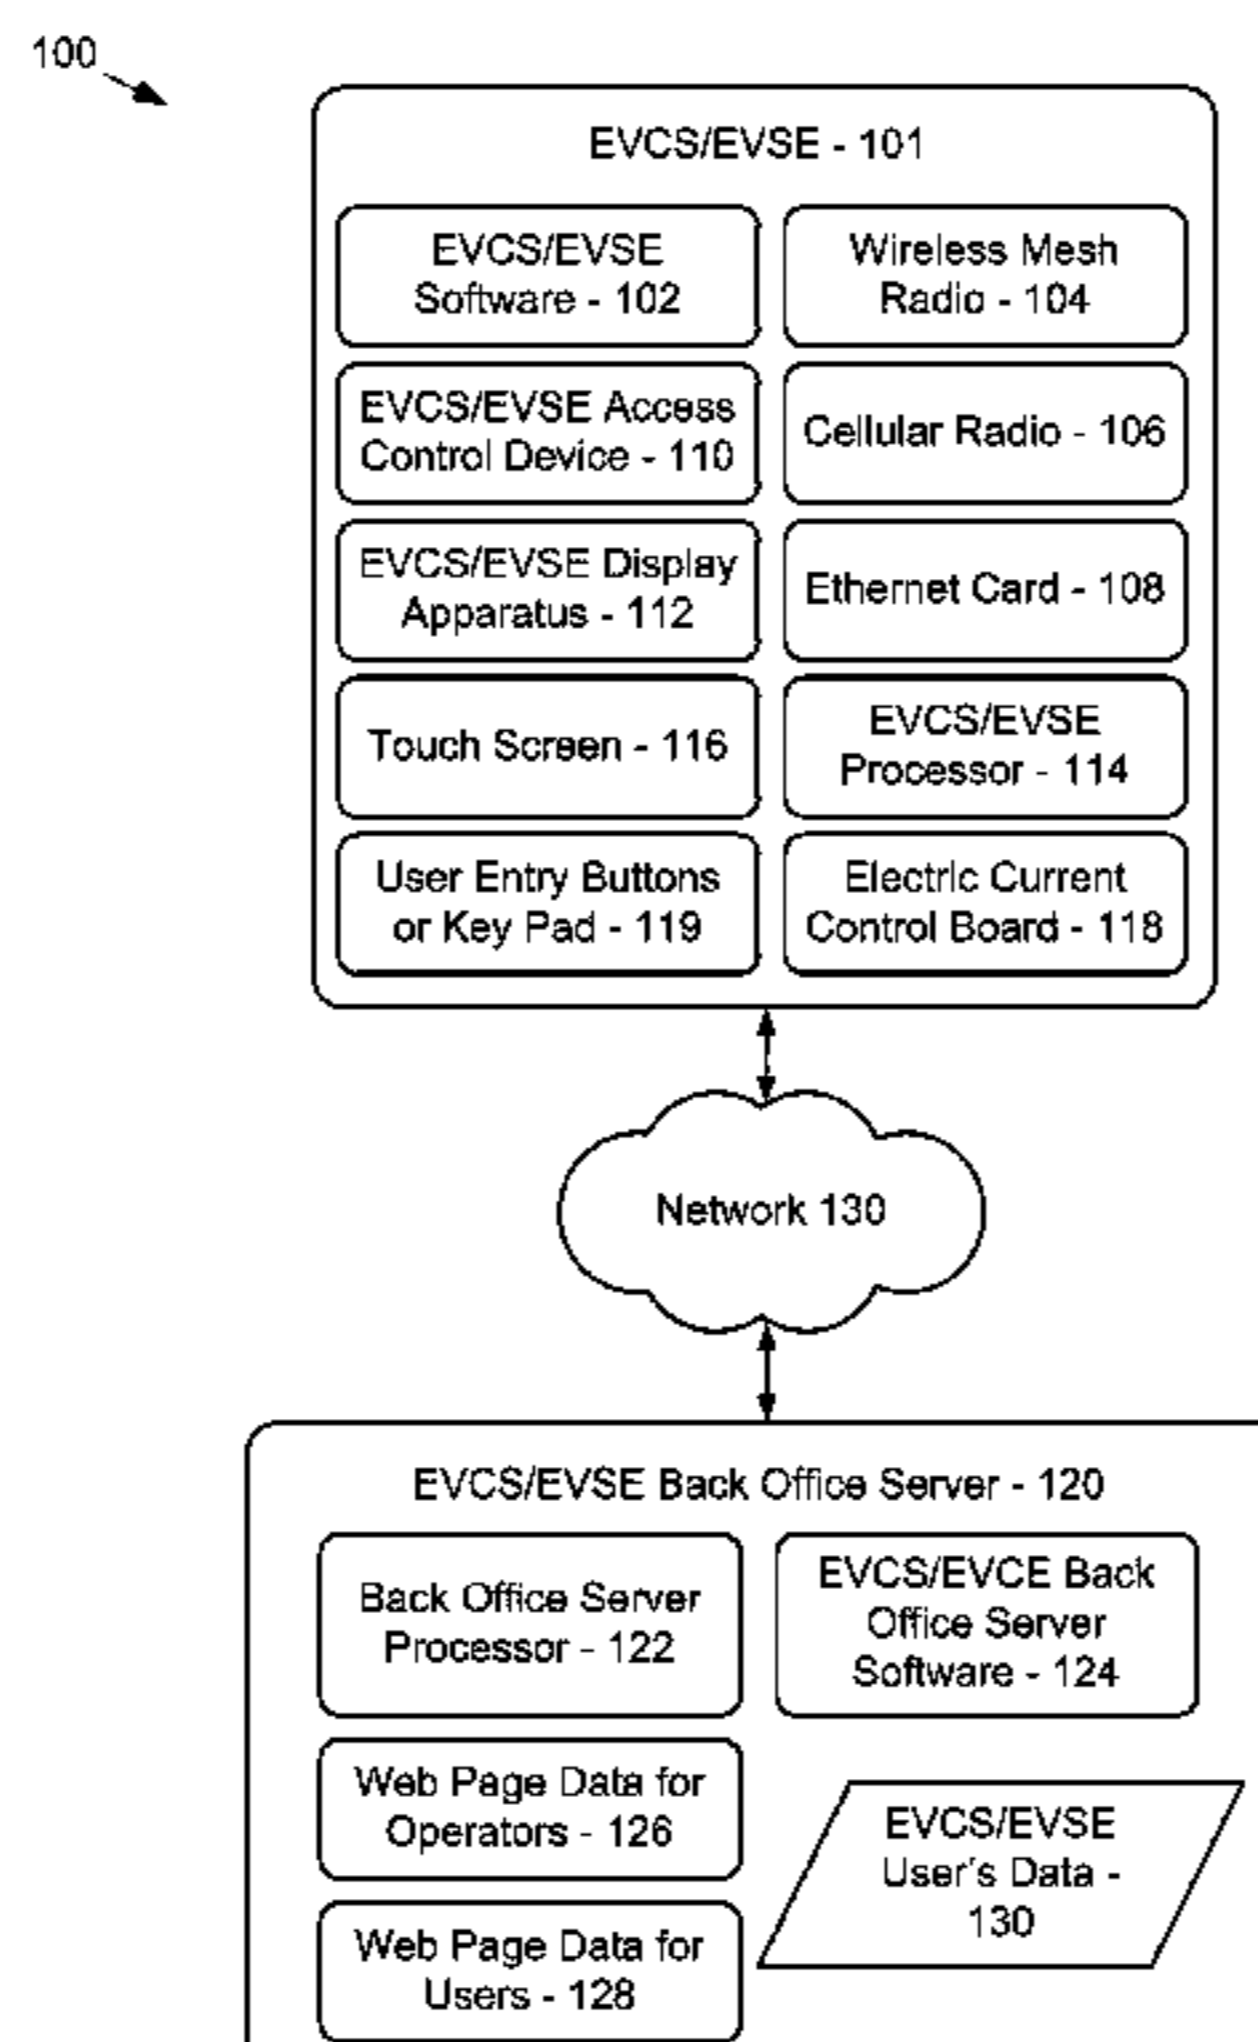 100
EVCS/EVSE - 101
EVCS/EVSE
Software - 102
Wireless Mesh
Radio - 104
EVCS/EVSE Access
Control Device - 110
Cellular Radio - 106
EVCS/EVSE Display
Apparatus - 112
Ethernet Card - 108
Touch Screen - 116
EVCS/EVSE
Processor - 114
User Entry Buttons
or Key Pad - 119
Electric Current
Control Board - 118
Network 130
EVCS/EVSE Back Office Server - 120
Back Office Server
Processor - 122
EVCS/EVCE Back
Office Server
Software - 124
Web Page Data for
Operators - 126
EVCS/EVSE
User's Data -
130
Web Page Data for
Users - 128